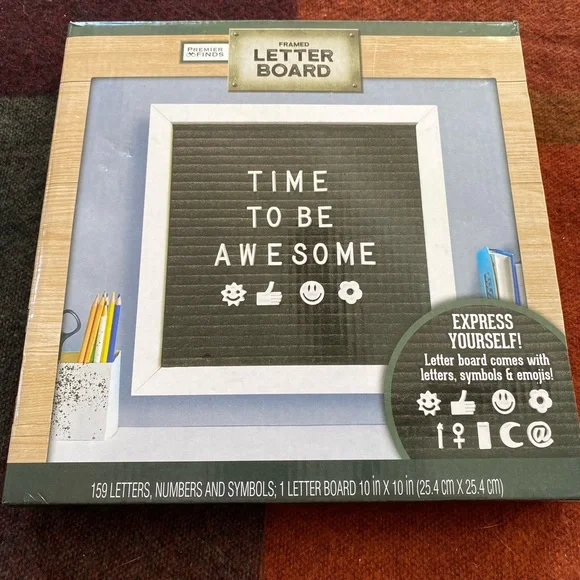 PREMIER
FINDS
FRAMED
LETTER
BOARD
TIME
TO BE
AWESOME
EXPRESS
YOURSELF!
Letter board comes with
letters, symbols & emojis!
@
159 LETTERS, NUMBERS AND SYMBOLS; 1 LETTER BOARD 10 in X 10 in (25.4 cm X 25.4 cm)